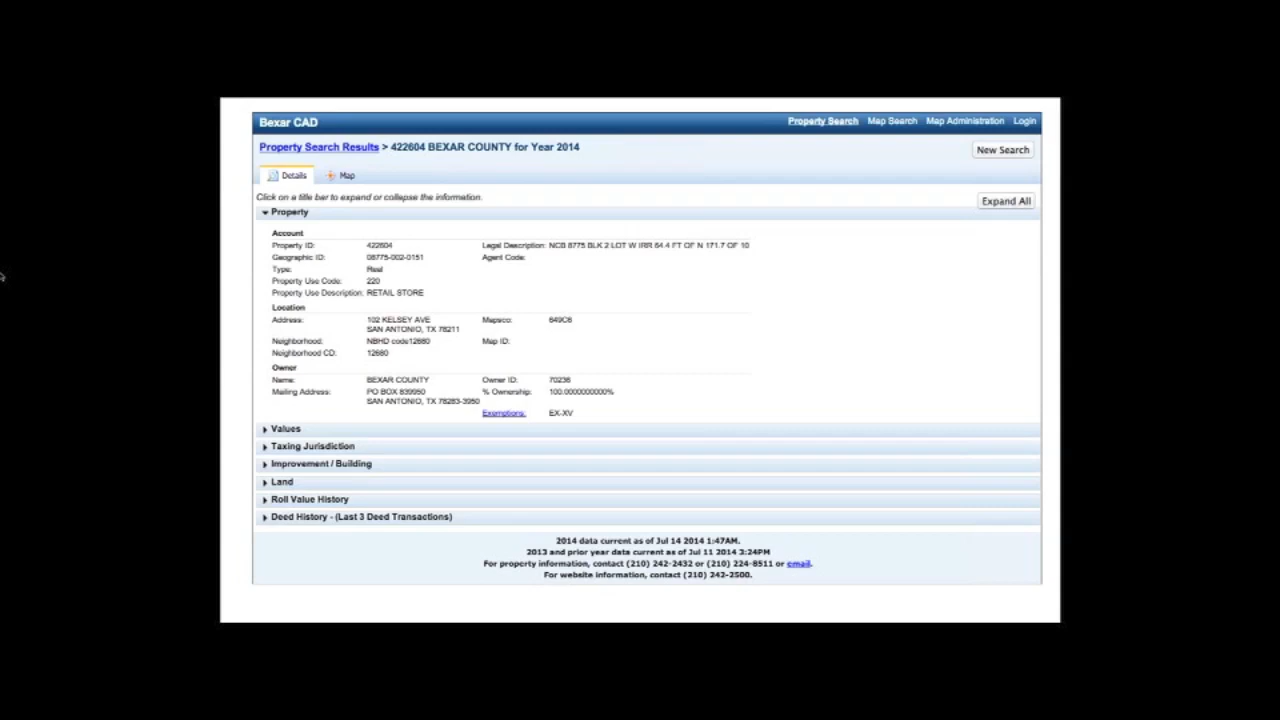 Bexar CAD
Property Search Map Search Map Administration Login
Property Search Results > 422604 BEXAR COUNTY for Year 2014
New Search
Details Map
Click on a title bar to expand or collapse the information.
Expand All
Property
Account
Property ID: 422604 Legal Description: NCB 8775 BLK 2 LOT W IRR 64.4 FT OF N 171.7 OF 10
Geographic ID: 08775-002-0151 Agent Code:
Type: Real
Property Use Code: 220
Property Use Description: RETAIL STORE
Location
Address: 102 KELSEY AVE Mapsco: 649C6
SAN ANTONIO, TX 78211
Neighborhood: NBHD code12680 Map ID:
Neighborhood CD: 12680
Owner
Name: BEXAR COUNTY Owner ID: 70236
Mailing Address: PO BOX 839950 % Ownership: 100.0000000000%
SAN ANTONIO, TX 78283-3950
Exemptions: EX-XV
Values
Taxing Jurisdiction
Improvement / Building
Land
Roll Value History
Deed History - (Last 3 Deed Transactions)
2014 data current as of Jul 14 2014 1:47AM.
2013 and prior year data current as of Jul 11 2014 3:24PM
For property information, contact (210) 242-2432 or (210) 224-8511 or email.
For website information, contact (210) 242-2500.